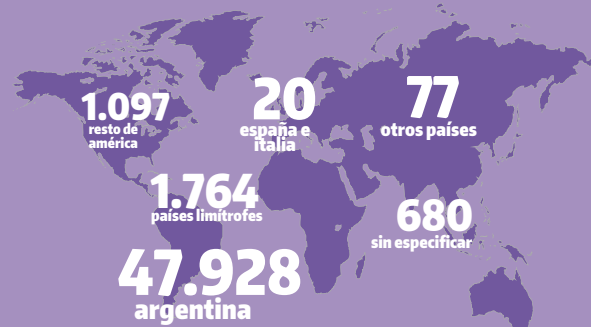 1.097
resto de
américa
20
españa e
italia
77
otros países
1.764
países limítrofes
680
sin especificar
47.928
argentina